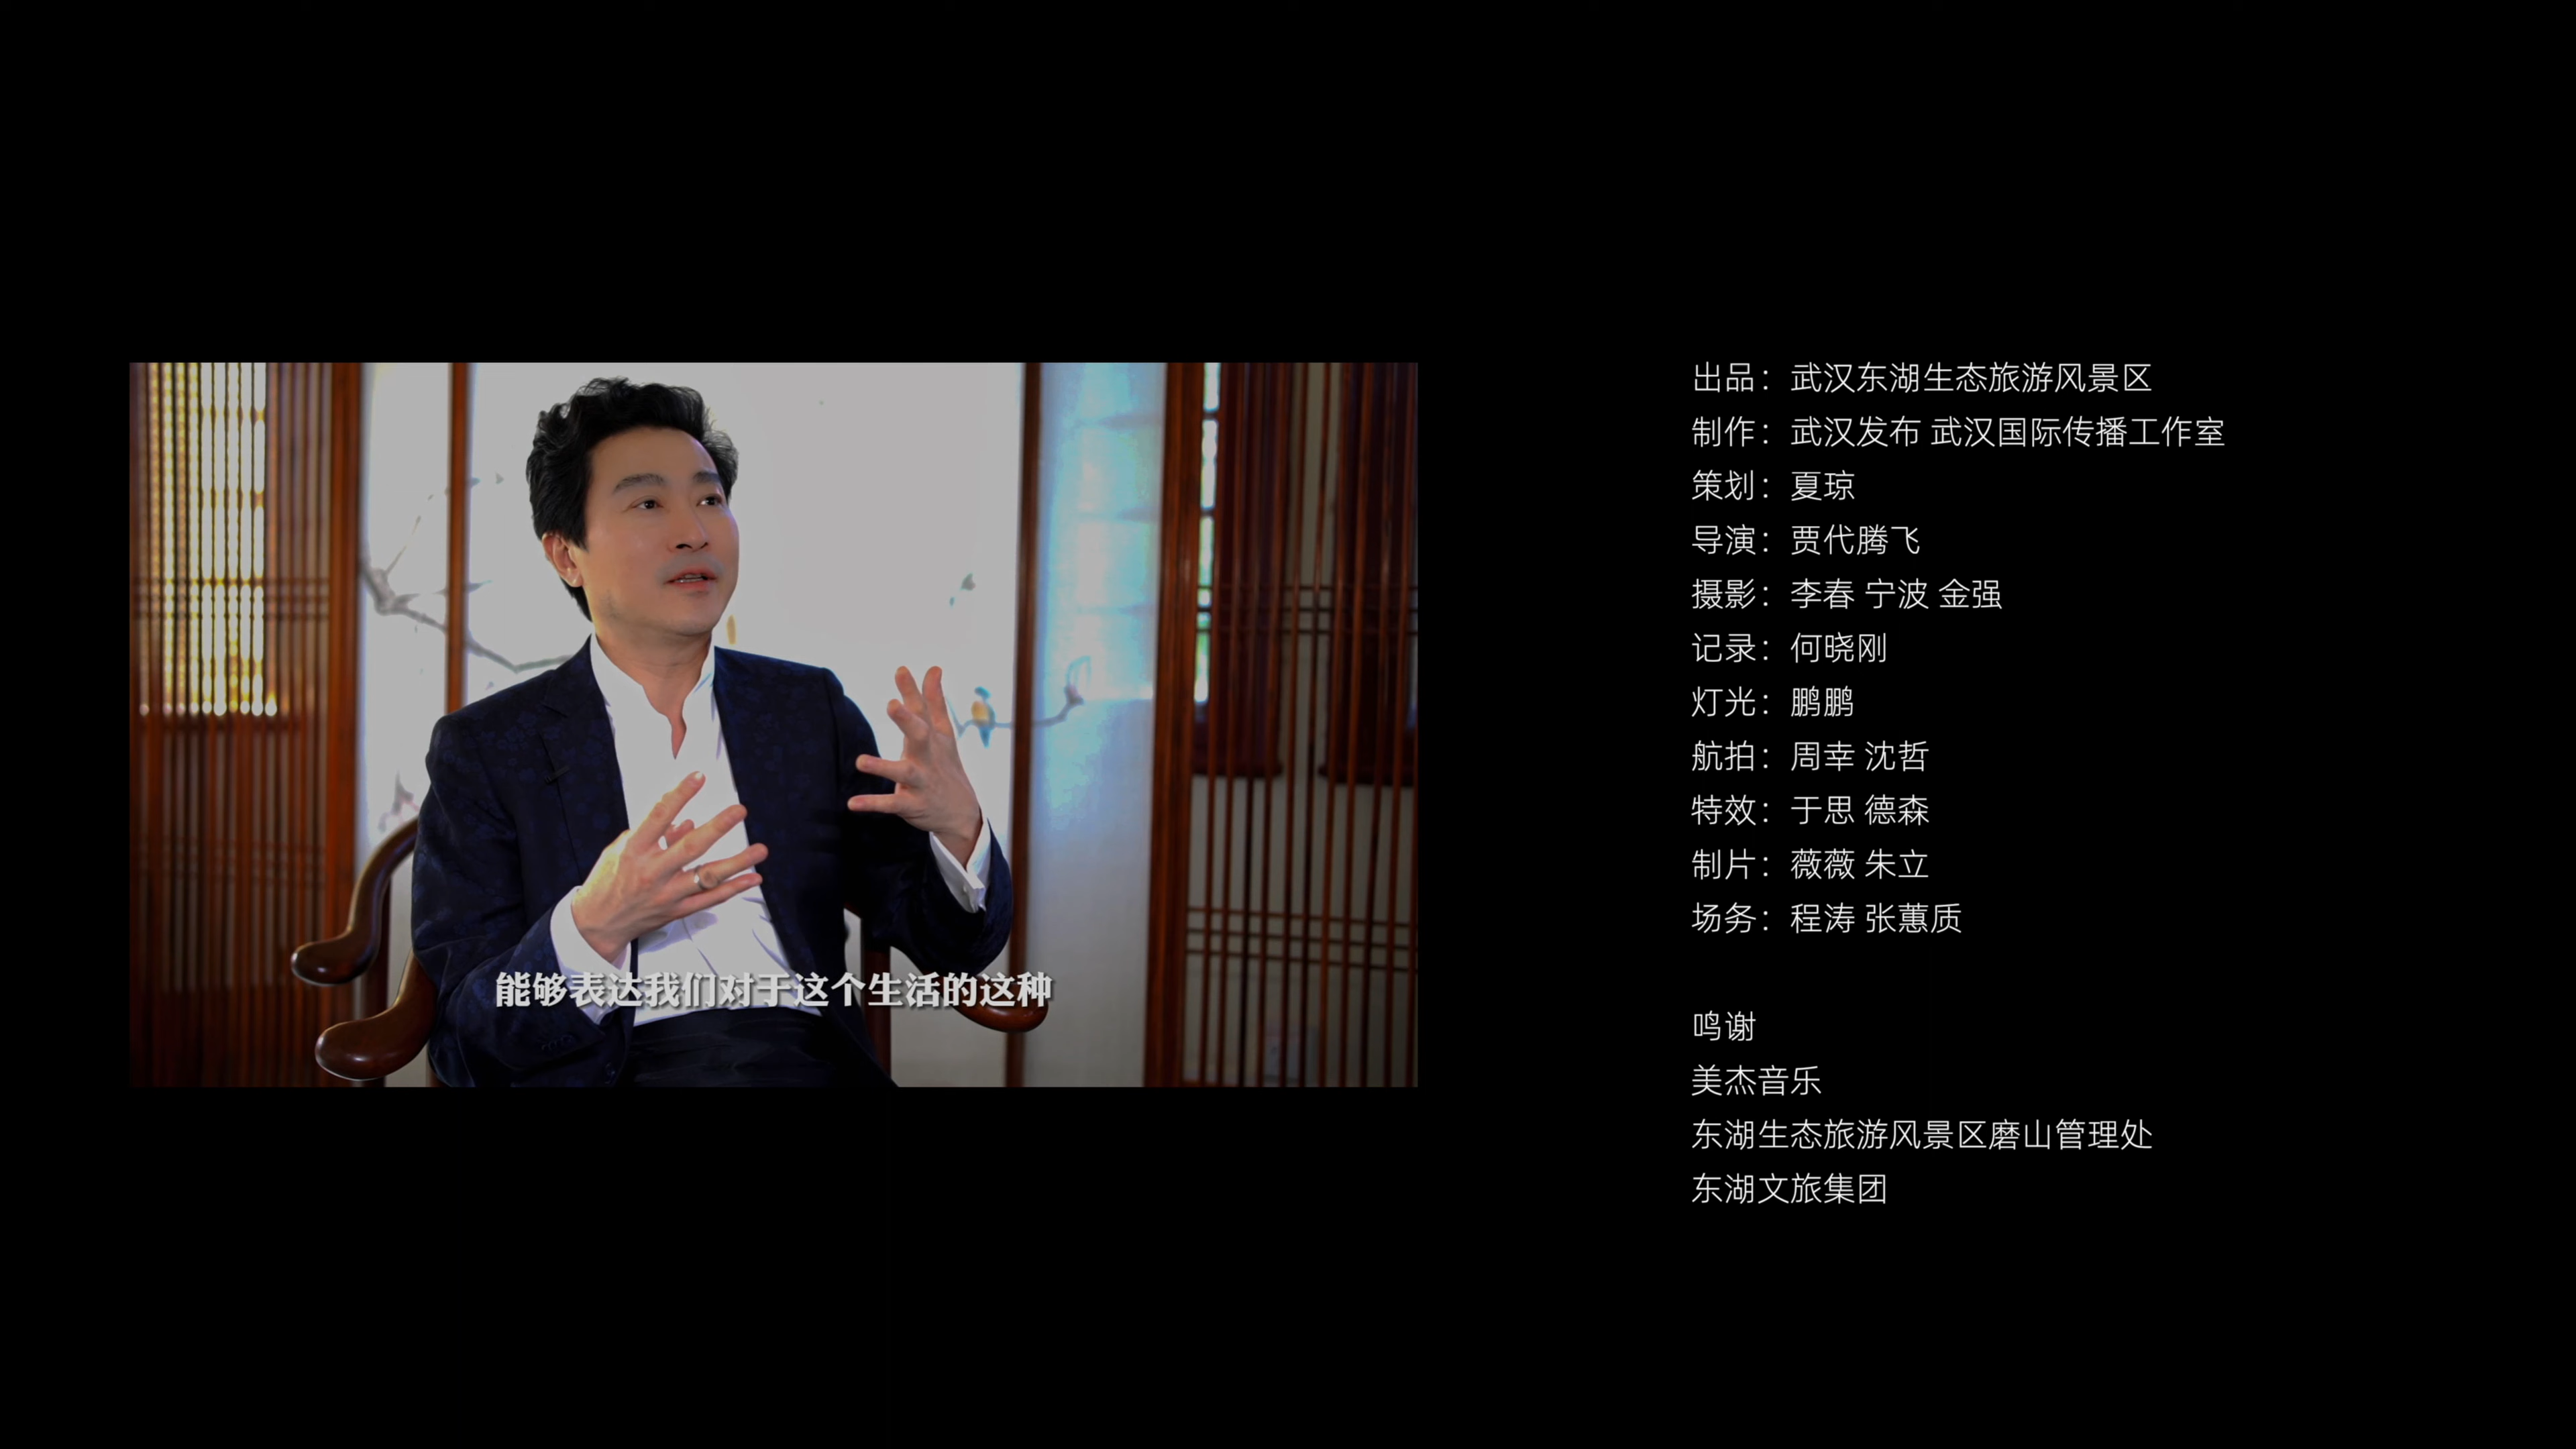 能够表达我们对于这个生活的这种
出品：武汉东湖生态旅游风景区
制作：武汉发布 武汉国际传播工作室
策划：夏琼
导演：贾代腾飞
摄影：李春 宁波 金强
记录：何晓刚
灯光：鹏鹏
航拍：周幸 沈哲
特效：于思 德森
制片：薇薇 朱立
场务：程涛 张蕙质
鸣谢
美杰音乐
东湖生态旅游风景区磨山管理处
东湖文旅集团